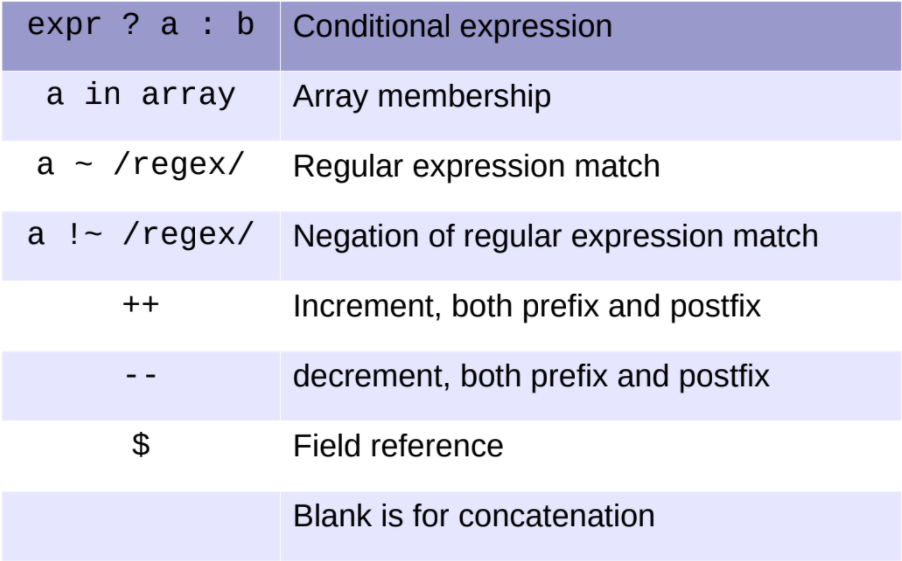 expr ? a : b Conditional expression
a in array Array membership
a ~ /regex/ Regular expression match
a !~ /regex/ Negation of regular expression match
++ Increment, both prefix and postfix
-- decrement, both prefix and postfix
$ Field reference
Blank is for concatenation